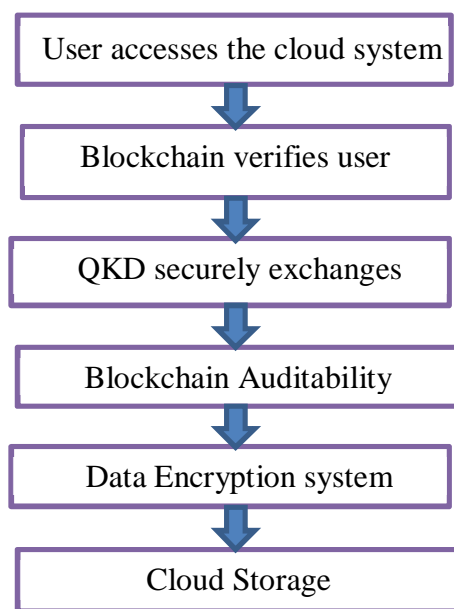 User accesses the cloud system
Blockchain verifies user
QKD securely exchanges
Blockchain Auditability
Data Encryption system
Cloud Storage